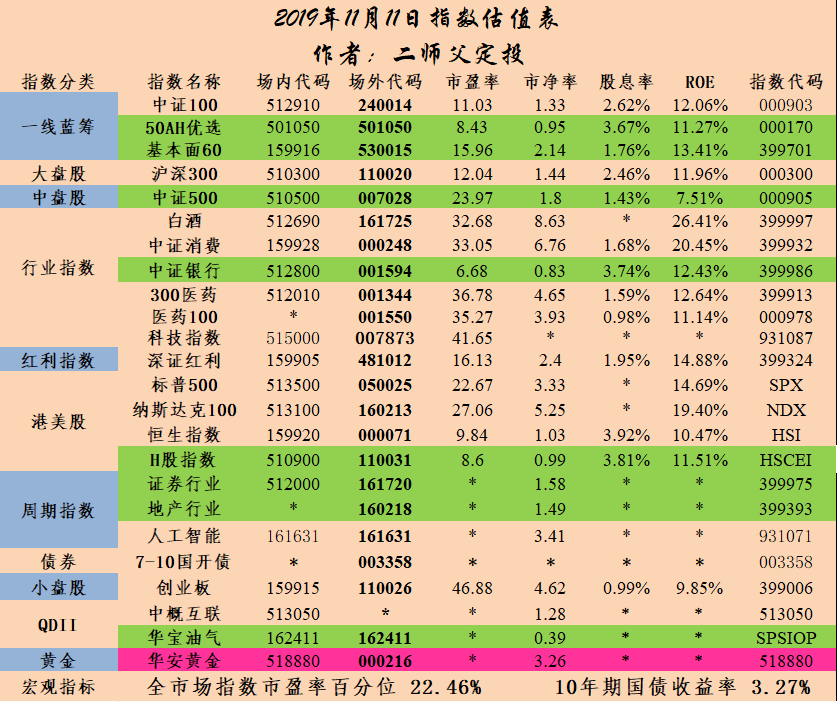 2019年11月11日指数估值表
作者：二师父定投
指数分类 指数名称 场内代码 场外代码 市盈率 市净率 股息率 ROE 指数代码
一线蓝筹 中证100 512910 240014 11.03 1.33 2.62% 12.06% 000903
50AH优选 501050 501050 8.43 0.95 3.67% 11.27% 000170
基本面60 159916 530015 15.96 2.14 1.76% 13.41% 399701
大盘股 沪深300 510300 110020 12.04 1.44 2.46% 11.96% 000300
中盘股 中证500 510500 007028 23.97 1.8 1.43% 7.51% 000905
行业指数 白酒 512690 161725 32.68 8.63 * 26.41% 399997
中证消费 159928 000248 33.05 6.76 1.68% 20.45% 399932
中证银行 512800 001594 6.68 0.83 3.74% 12.43% 399986
300医药 512010 001344 36.78 4.65 1.59% 12.64% 399913
医药100 * 001550 35.27 3.93 0.98% 11.14% 000978
科技指数 515000 007873 41.65 * * * 931087
红利指数 深证红利 159905 481012 16.13 2.4 1.95% 14.88% 399324
港美股 标普500 513500 050025 22.67 3.33 * 14.69% SPX
纳斯达克100 513100 160213 27.06 5.25 * 19.40% NDX
恒生指数 159920 000071 9.84 1.03 3.92% 10.47% HSI
H股指数 510900 110031 8.6 0.99 3.81% 11.51% HSCEI
周期指数 证券行业 512000 161720 * 1.58 * * 399975
地产行业 * 160218 * 1.49 * * 399393
人工智能 161631 161631 * 3.41 * * 931071
债券 7-10国开债 * 003358 * * * * 003358
小盘股 创业板 159915 110026 46.88 4.62 0.99% 9.85% 399006
QDII 中概互联 513050 * * 1.28 * * 513050
华宝油气 162411 162411 * 0.39 * * SPSIOP
黄金 华安黄金 518880 000216 * 3.26 * * 518880
宏观指标 全市场指数市盈率百分位 22.46% 10年期国债收益率 3.27%